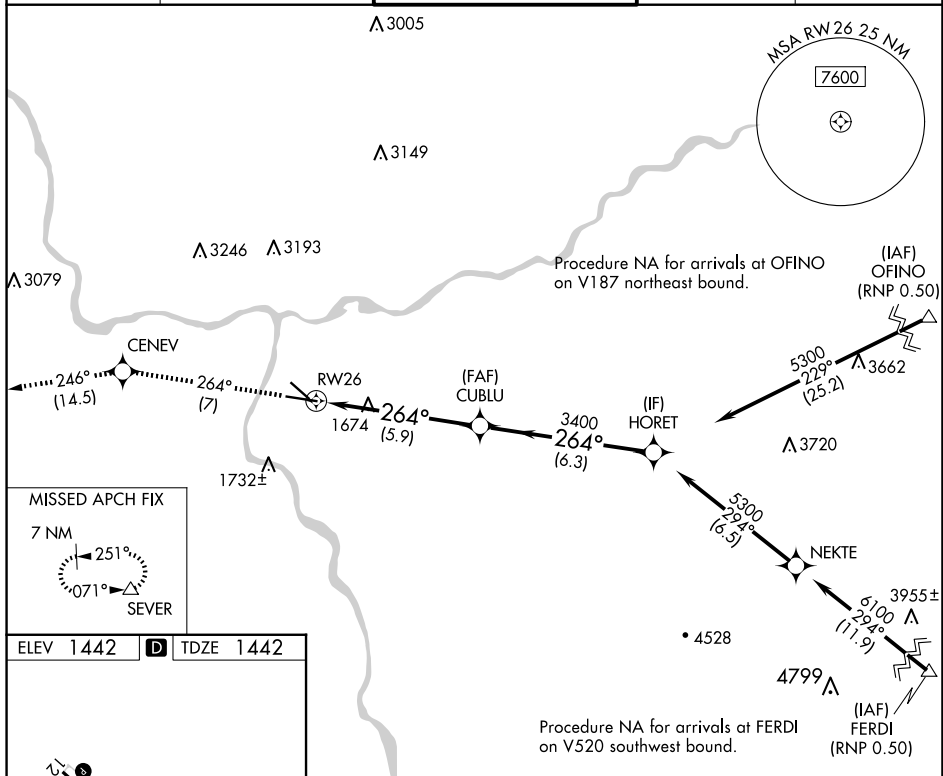 3005
MSA RW26 25 NM
7600
3149
3246
3193
3079
Procedure NA for arrivals at OFINO
on V187 northeast bound.
(IAF)
OFINO
(RNP 0.50)
5300
229°
(25.2)
3662
CENEV
246°
(14.5)
264°
(7)
RW26
1674
264°
(5.9)
(FAF)
CUBLU
3400
264°
(6.3)
(IF)
HORET
3720
1732±
5300
294°
(6.5)
NEKTE
MISSED APCH FIX
7 NM
251°
071°
SEVER
6100
294°
(11.9)
3955±
4528
4799
(IAF)
FERDI
(RNP 0.50)
Procedure NA for arrivals at FERDI
on V520 southwest bound.
ELEV 1442 D TDZE 1442
12
P